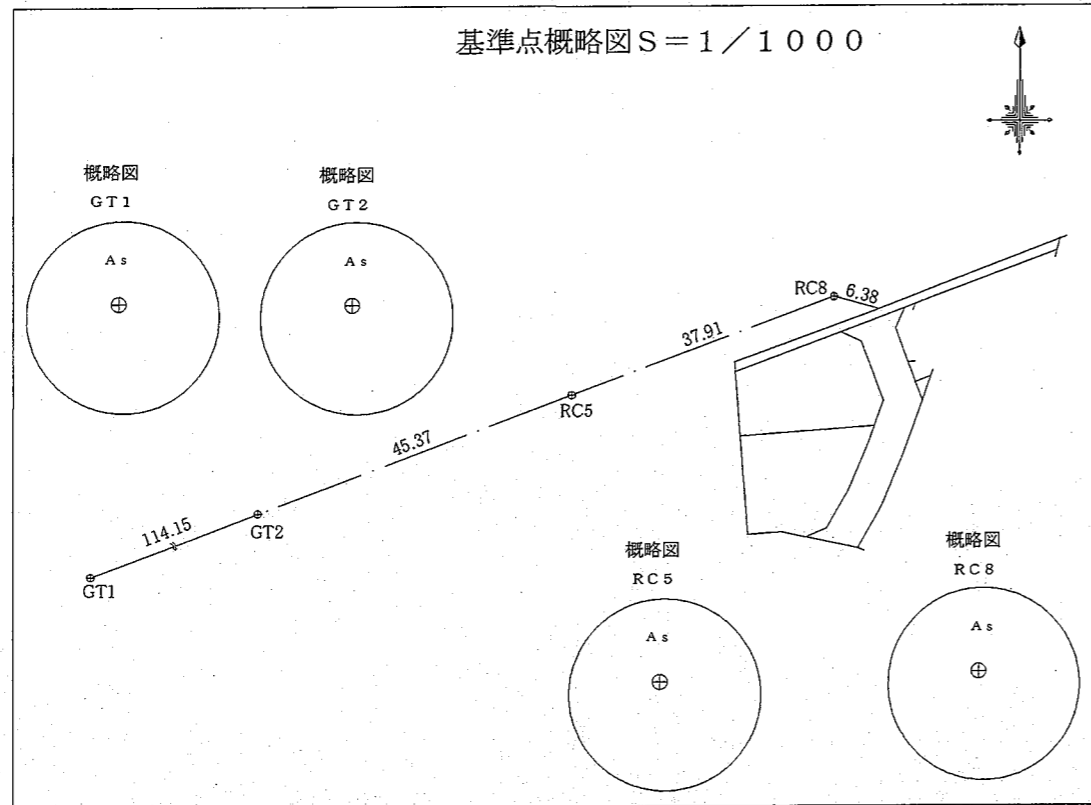 基準点概略図S＝1／1000
概略図
GT1
As
概略図
GT2
As
RC8
6.38
37.91
RC5
45.37
GT2
114.15
GT1
概略図
RC5
As
概略図
RC8
As